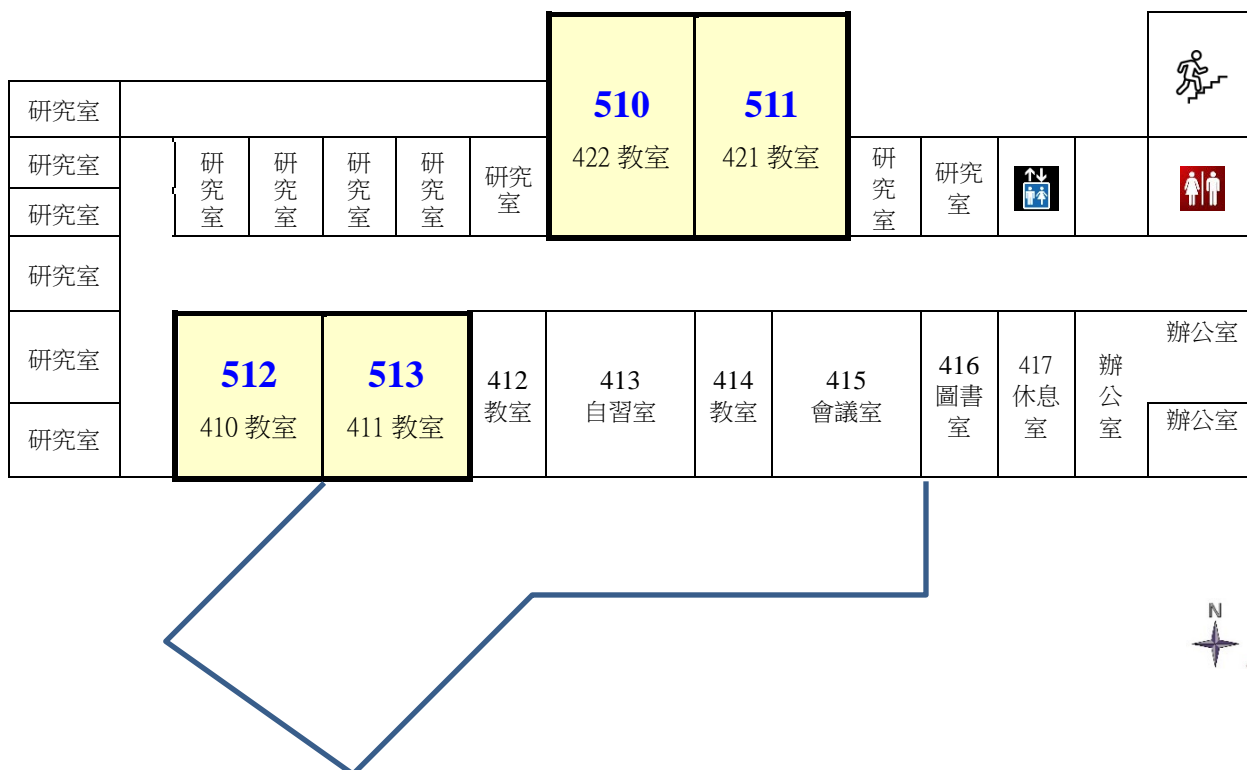 510
422 教室
511
421 教室
研究室
研究室
研究室
研究室
研究室
研究室
研究室
研究室
研究室
研究室
研究
室
研究室
研究
室
512
410 教室
513
411 教室
412
教室
413
自習室
414
教室
415
會議室
416
圖書
室
417
休息
室
辦公室
辦公室
辦公室
N